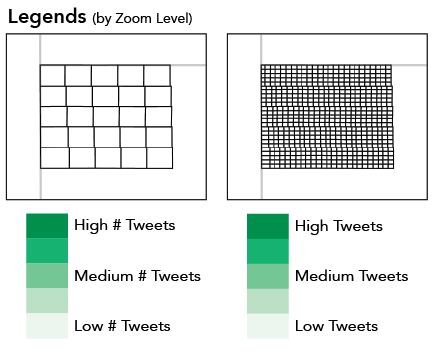 Legends (by Zoom Level)
High # Tweets
Medium # Tweets
Low # Tweets
High Tweets
Medium Tweets
Low Tweets